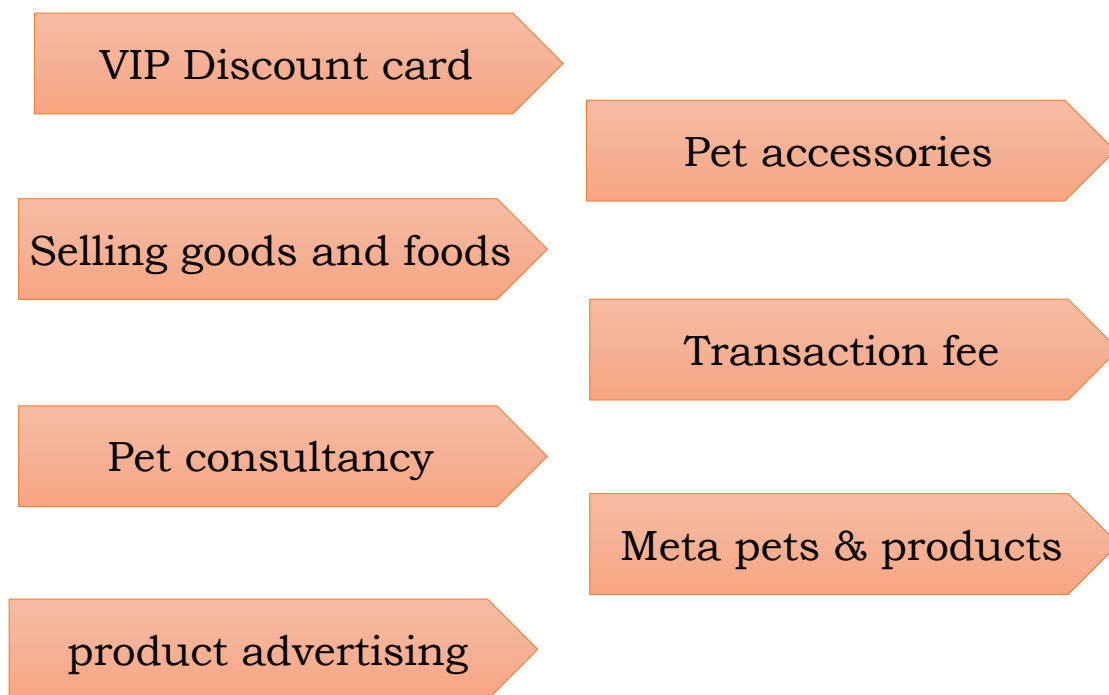 VIP Discount card
Pet accessories
Selling goods and foods
Transaction fee
Pet consultancy
Meta pets & products
product advertising